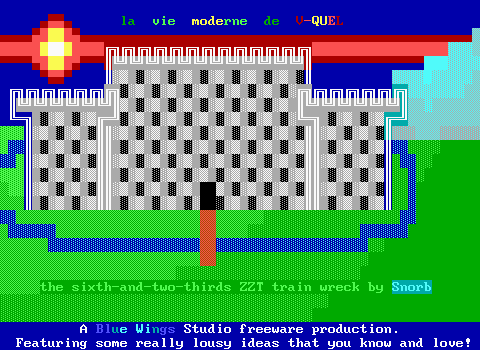 la vie moderne de V-QUEL
the sixth-and-two-thirds ZZT train wreck by Snorb
A Blue Wings Studio freeware production.
Featuring some really lousy ideas that you know and love!